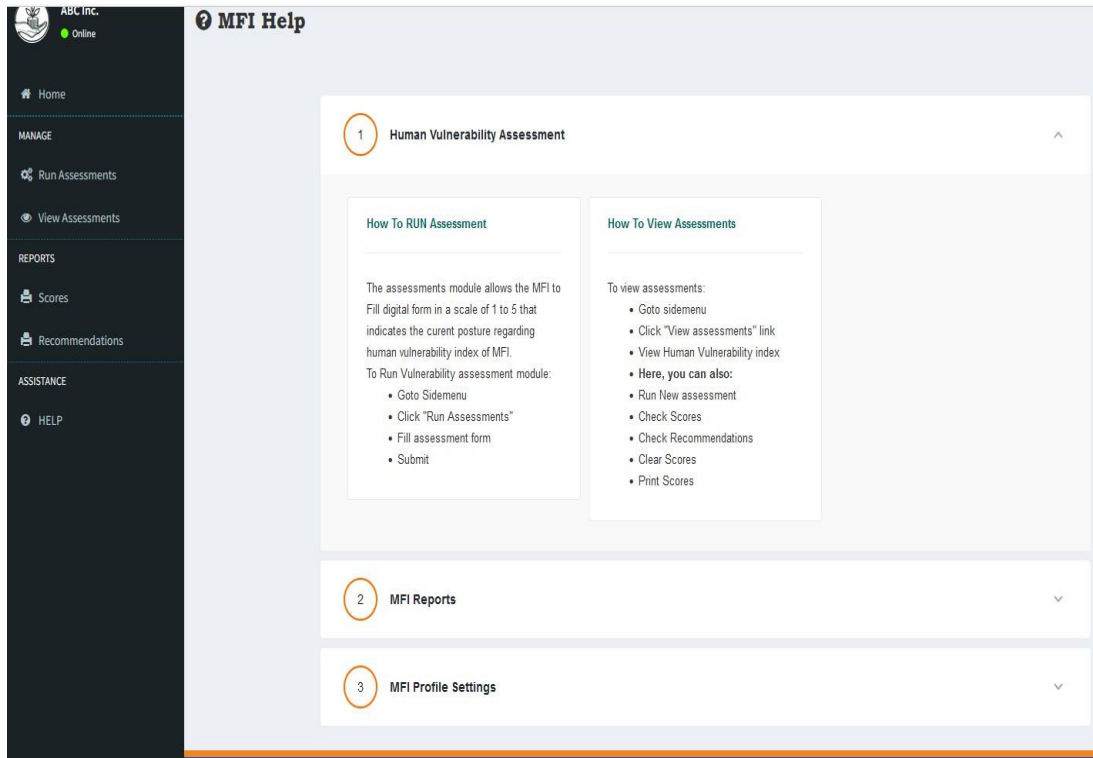 ABC Inc.
Online
Home
MANAGE
Run Assessments
View Assessments
REPORTS
Scores
Recommendations
ASSISTANCE
HELP
MFI Help
1 Human Vulnerability Assessment
How To RUN Assessment
The assessments module allows the MFI to
Fill digital form in a scale of 1 to 5 that
indicates the curent posture regarding
human vulnerability index of MFI.
To Run Vulnerability assessment module:
• Goto Sidemenu
• Click "Run Assessments"
• Fill assessment form
• Submit
How To View Assessments
To view assessments:
• Goto sidemenu
• Click "View assessments" link
• View Human Vulnerability index
• Here, you can also:
• Run New assessment
• Check Scores
• Check Recommendations
• Clear Scores
• Print Scores
2 MFI Reports
3 MFI Profile Settings